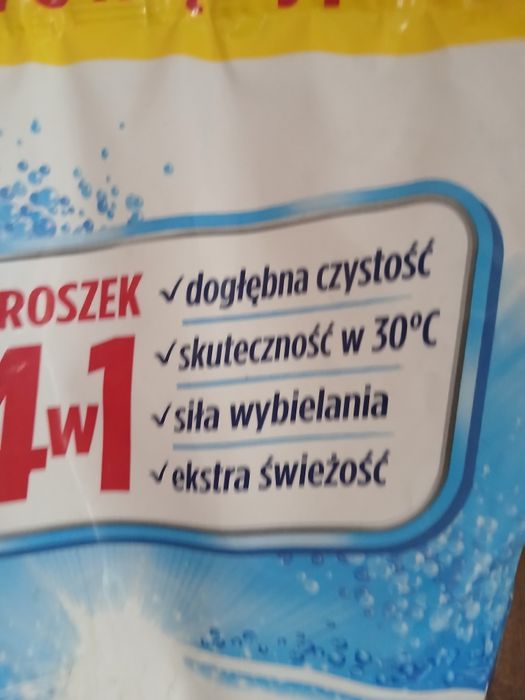 ROSZEK
4w1
✓dogłębna czystość
✓skuteczność w 30°C
✓siła wybielania
✓ekstra świeżość